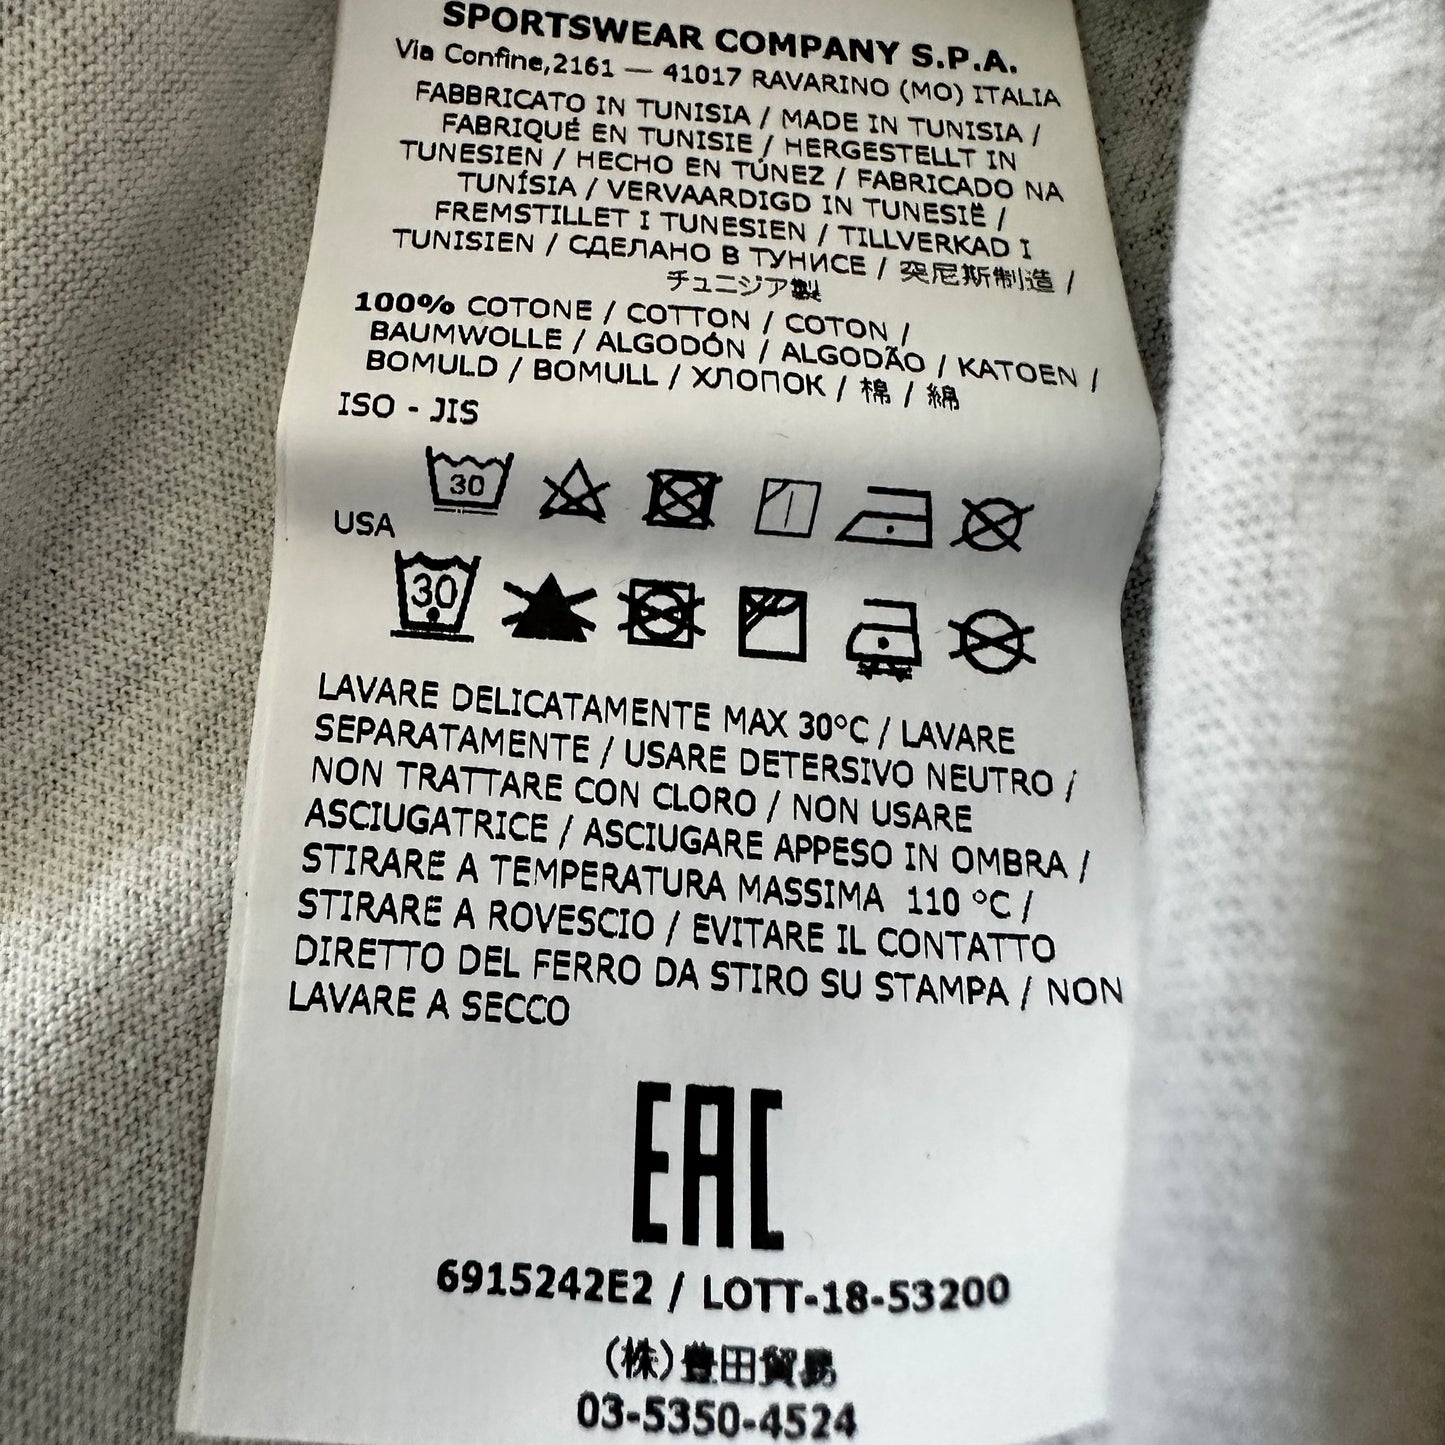 SPORTSWEAR COMPANY S.P.A.
Via Confine,2161 — 41017 RAVARINO (MO) ITALIA
FABBRICATO IN TUNISIA / MADE IN TUNISIA /
FABRIQUÉ EN TUNISIE / HERGESTELLT IN
TUNESIEN / HECHO EN TÚNEZ / FABRICADO NA
TUNÍSIA / VERVAARDIGD IN TUNESIË /
FREMSTILLET I TUNESIEN / TILLVERKAD I
TUNISIEN / СДЕЛАНО В ТУНИСЕ / 突尼斯制造 /
チュニジア製
100% COTONE / COTTON / COTON /
BAUMWOLLE / ALGODÓN / ALGODÃO / KATOEN /
BOMULD / BOMULL / ХЛОПОК / 棉 / 綿
ISO - JIS
30
USA
30
LAVARE DELICATAMENTE MAX 30°C / LAVARE
SEPARATAMENTE / USARE DETERSIVO NEUTRO /
NON TRATTARE CON CLORO / NON USARE
ASCIUGATRICE / ASCIUGARE APPESO IN OMBRA /
STIRARE A TEMPERATURA MASSIMA 110 °C /
STIRARE A ROVESCIO / EVITARE IL CONTATTO
DIRETTO DEL FERRO DA STIRO SU STAMPA / NON
LAVARE A SECCO
EAC
6915242E2 / LOTT-18-53200
(株)豊田貿易
03-5350-4524